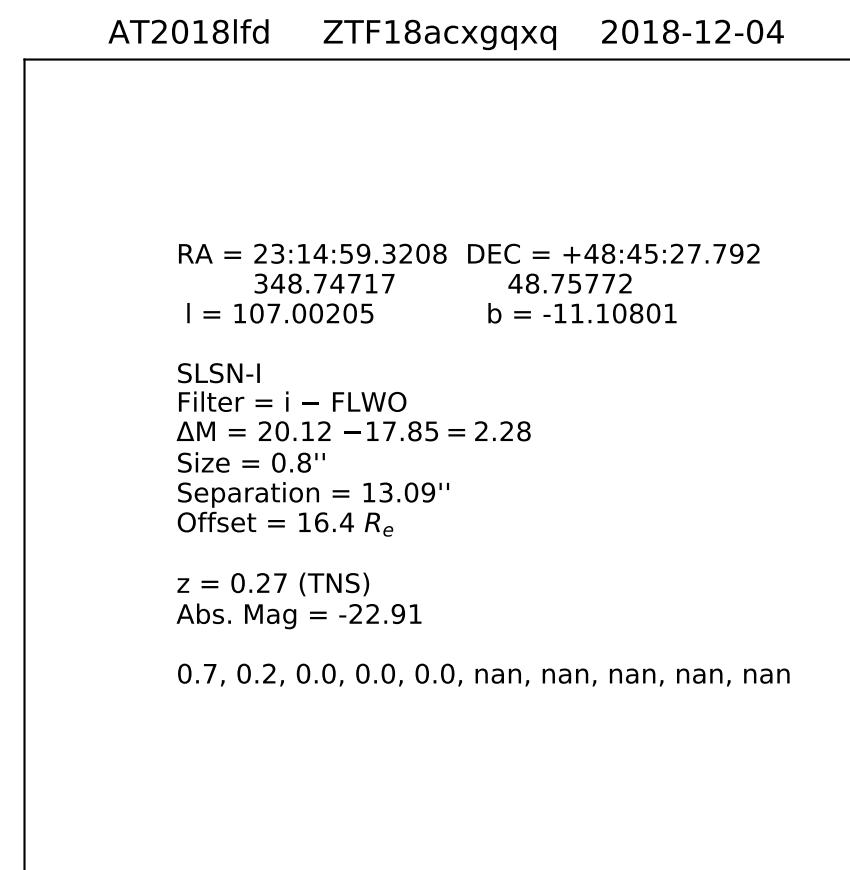 AT2018lfd ZTF18acxgqxq 2018-12-04
RA = 23:14:59.3208 DEC = +48:45:27.792
348.74717 48.75772
l = 107.00205 b = -11.10801
SLSN-I
Filter = i − FLWO
ΔM = 20.12 −17.85 = 2.28
Size = 0.8''
Separation = 13.09''
Offset = 16.4 Rₑ
z = 0.27 (TNS)
Abs. Mag = -22.91
0.7, 0.2, 0.0, 0.0, 0.0, nan, nan, nan, nan, nan